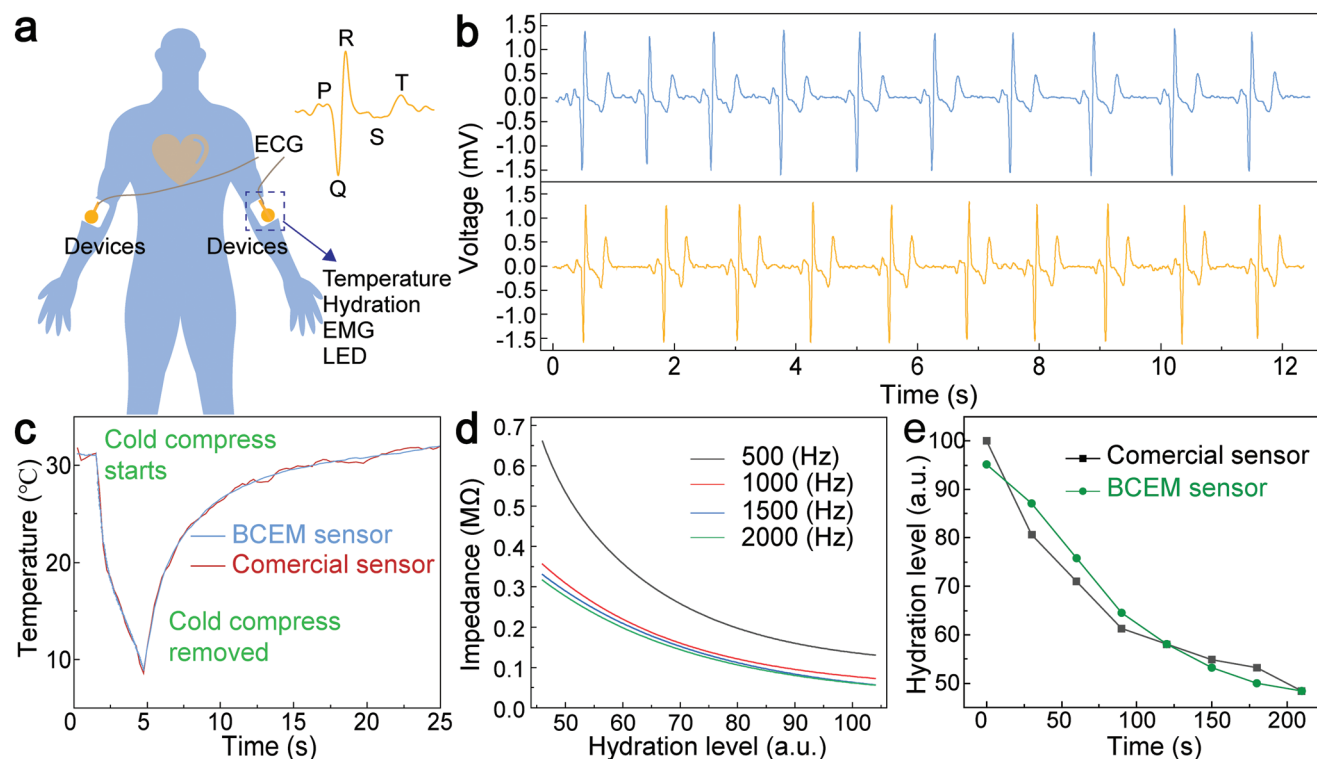 a
R
P
T
S
Q
ECG
Devices
Devices
Temperature
Hydration
EMG
LED
b
Voltage (mV)
1.5
1.0
0.5
0.0
-0.5
-1.0
-1.5
1.5
1.0
0.5
0.0
-0.5
-1.0
-1.5
0 2 4 6 8 10 12
Time (s)
c
Temperature (℃)
30
20
10
Cold compress
starts
BCEM sensor
Comercial sensor
Cold compress
removed
0 5 10 15 20 25
Time (s)
d
Impedance (MΩ)
0.7
0.6
0.5
0.4
0.3
0.2
0.1
0.0
500 (Hz)
1000 (Hz)
1500 (Hz)
2000 (Hz)
50 60 70 80 90 100
Hydration level (a.u.)
e
Hydration level (a.u.)
100
90
80
70
60
50
Comercial sensor
BCEM sensor
0 50 100 150 200
Time (s)